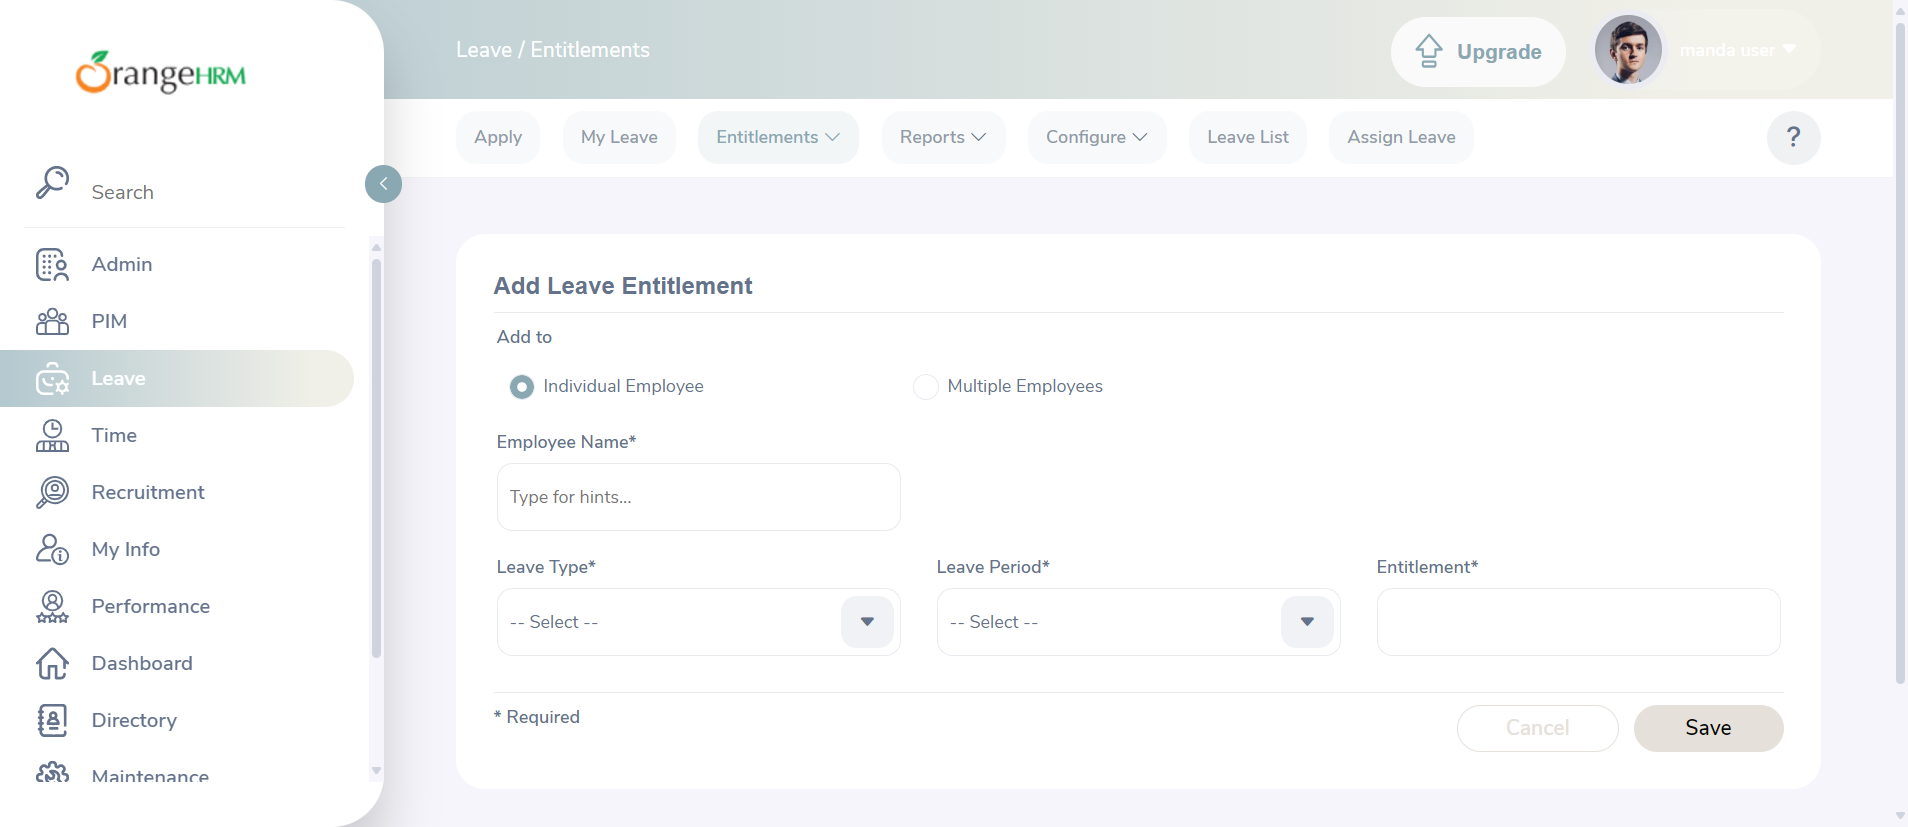 OrangeHRM
Search
Admin
PIM
Leave
Time
Recruitment
My Info
Performance
Dashboard
Directory
Maintenance
Leave / Entitlements
Upgrade
manda user
Apply
My Leave
Entitlements
Reports
Configure
Leave List
Assign Leave
?
Add Leave Entitlement
Add to
Individual Employee
Multiple Employees
Employee Name*
Type for hints...
Leave Type*
Leave Period*
Entitlement*
-- Select --
-- Select --
* Required
Cancel
Save